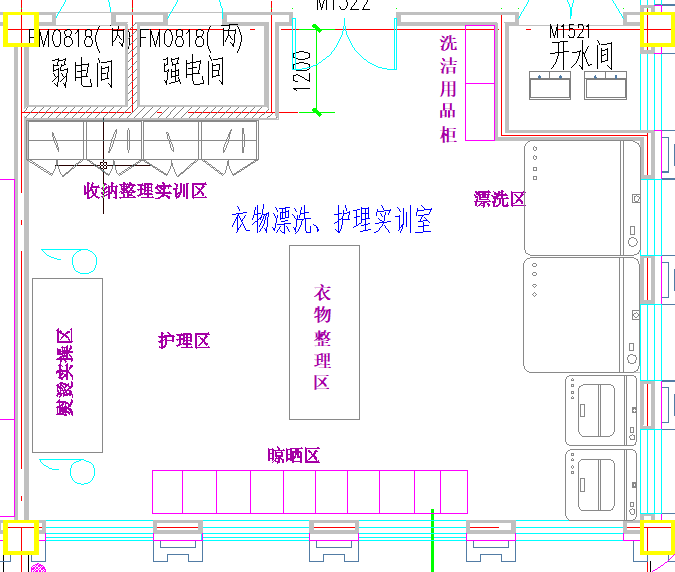 M1522
FM0818(丙)
弱电间
FM0818(丙)
强电间
1200
洗洁用品柜
M1521
开水间
收纳整理实训区
漂洗区
衣物漂洗、护理实训室
衣物整理区
护理区
熨烫实操区
晾晒区